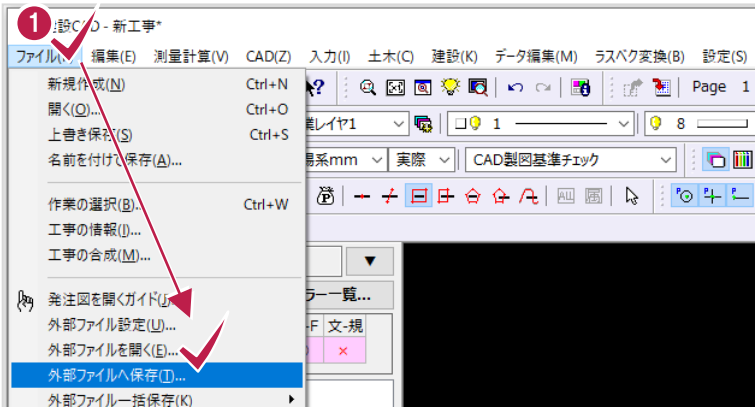 1
設CAD - 新工事*
ファイル 編集(E) 測量計算(V) CAD(Z) 入力(I) 土木(C) 建設(K) データ編集(M) ラスベク変換(B) 設定(S)
新規作成(N) Ctrl+N
Page 1
開く(O)... Ctrl+O
上書き保存(S) Ctrl+S
業レイヤ1 1 8
名前を付けて保存(A)...
場系mm 実際 CAD製図基準チェック
作業の選択(B)... Ctrl+W
工事の情報(J)...
工事の合成(M)...
発注図を開くガイド(J)...
ラー一覧...
外部ファイル設定(U)...
-F 文-規
外部ファイルを開く(E)...
×
外部ファイルへ保存(T)...
外部ファイル一括保存(K)